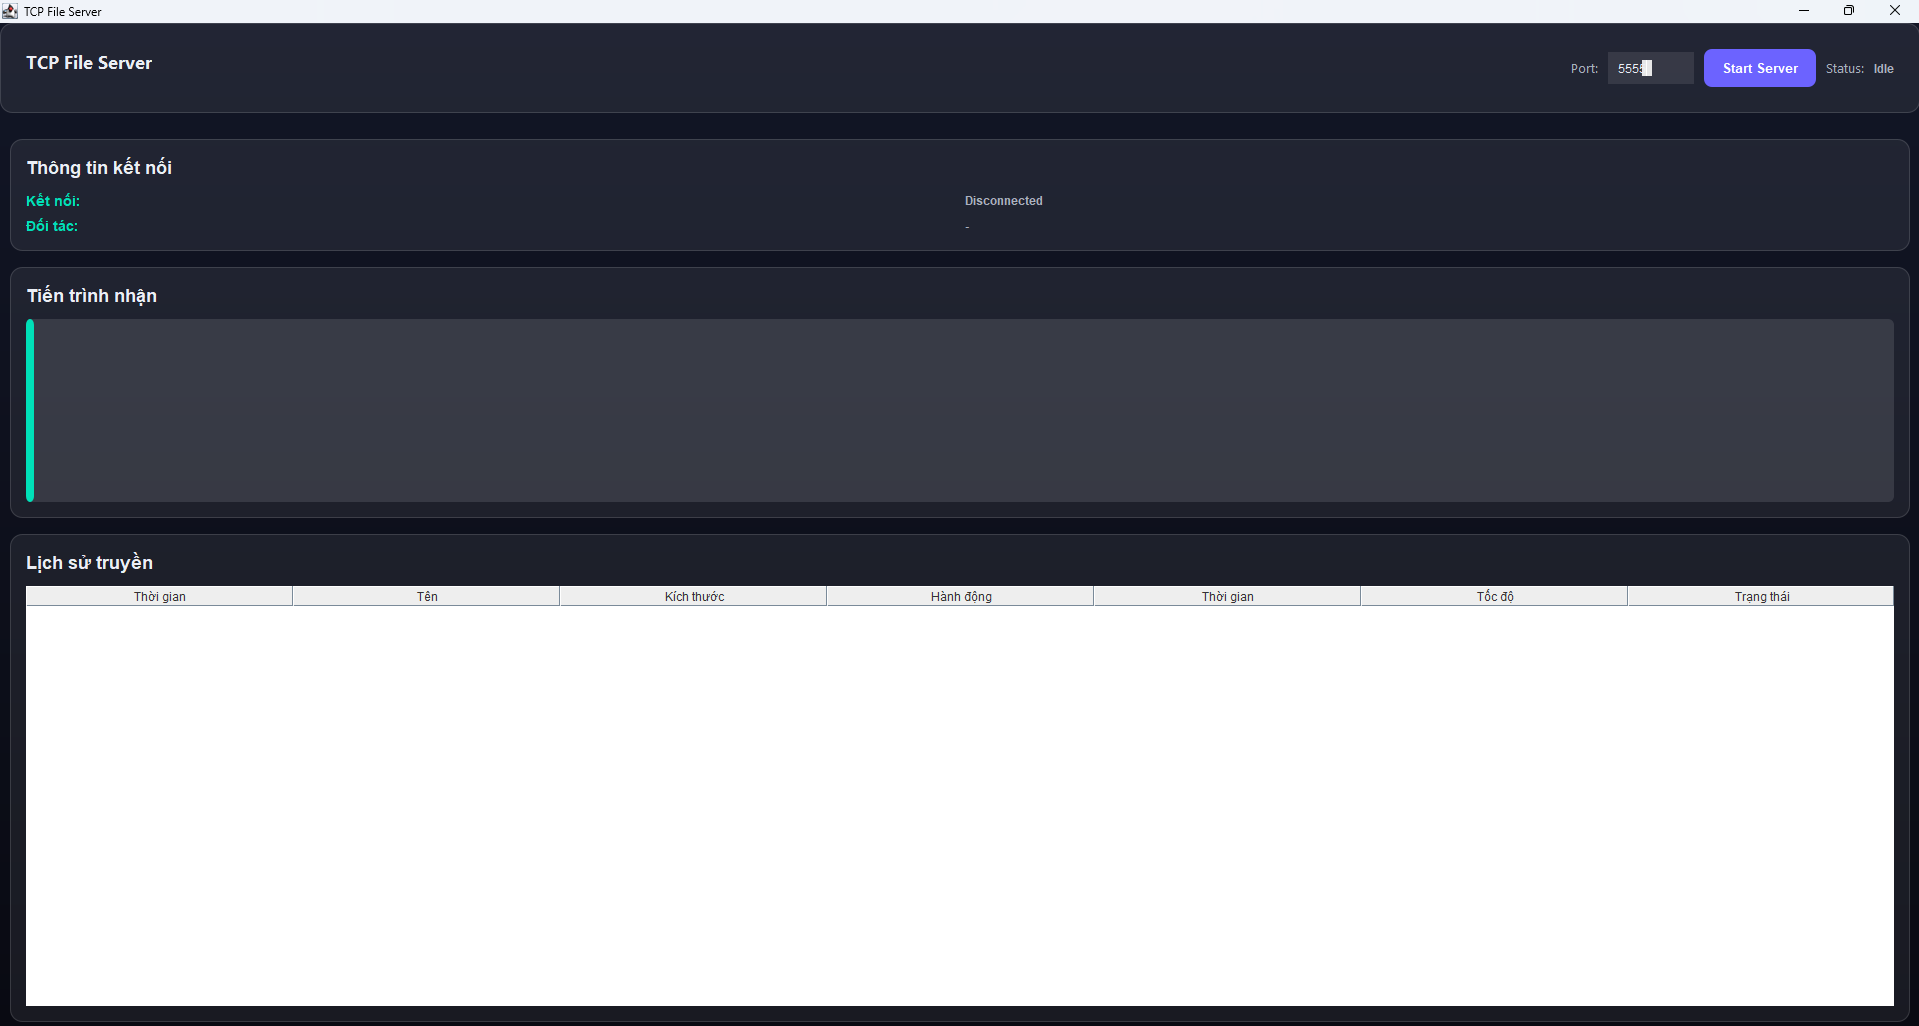 TCP File Server
TCP File Server
Port: 555 Start Server Status: Idle
Thông tin kết nối
Kết nối: Disconnected
Đối tác: -
Tiến trình nhận
Lịch sử truyền
Thời gian Tên Kích thước Hành động Thời gian Tốc độ Trạng thái